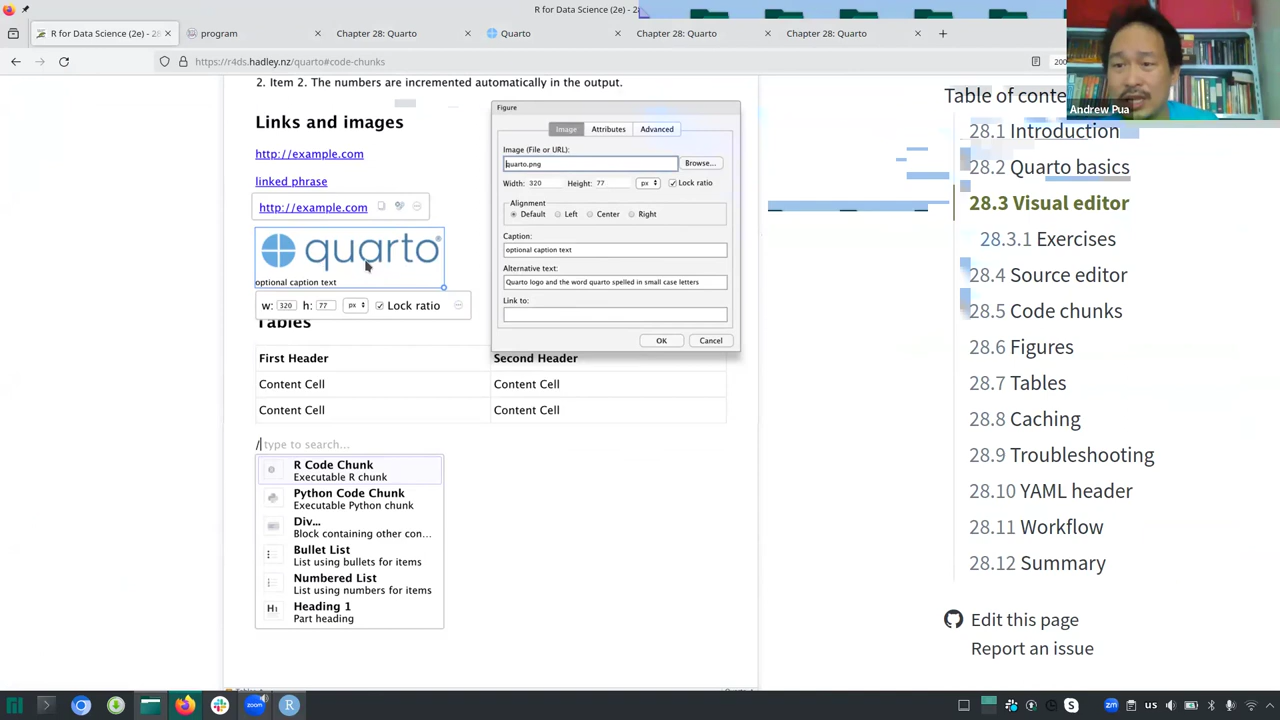 R for Data Science (2e) - 28
program
Chapter 28: Quarto
Quarto
Chapter 28: Quarto
Chapter 28: Quarto
https://r4ds.hadley.nz/quarto#code-chunks
200
Andrew Pua
2. Item 2. The numbers are incremented automatically in the output.
Links and images
http://example.com
linked phrase
http://example.com
quarto
optional caption text
w: 320 h: 77 px Lock ratio
Figure
Image Attributes Advanced
Image (File or URL):
quarto.png Browse...
Width: 320 Height: 77 px Lock ratio
Alignment
Default Left Center Right
Caption:
optional caption text
Alternative text:
Quarto logo and the word quarto spelled in small case letters
Link to:
OK Cancel
Tables
First Header Second Header
Content Cell Content Cell
Content Cell Content Cell
/type to search...
R Code Chunk
Executable R chunk
Python Code Chunk
Executable Python chunk
Div...
Block containing other con...
Bullet List
List using bullets for items
Numbered List
List using numbers for items
H1 Heading 1
Part heading
Table of conte
28.1 Introduction
28.2 Quarto basics
28.3 Visual editor
28.3.1 Exercises
28.4 Source editor
28.5 Code chunks
28.6 Figures
28.7 Tables
28.8 Caching
28.9 Troubleshooting
28.10 YAML header
28.11 Workflow
28.12 Summary
Edit this page
Report an issue
zoom
R
zm
S
us
07:14